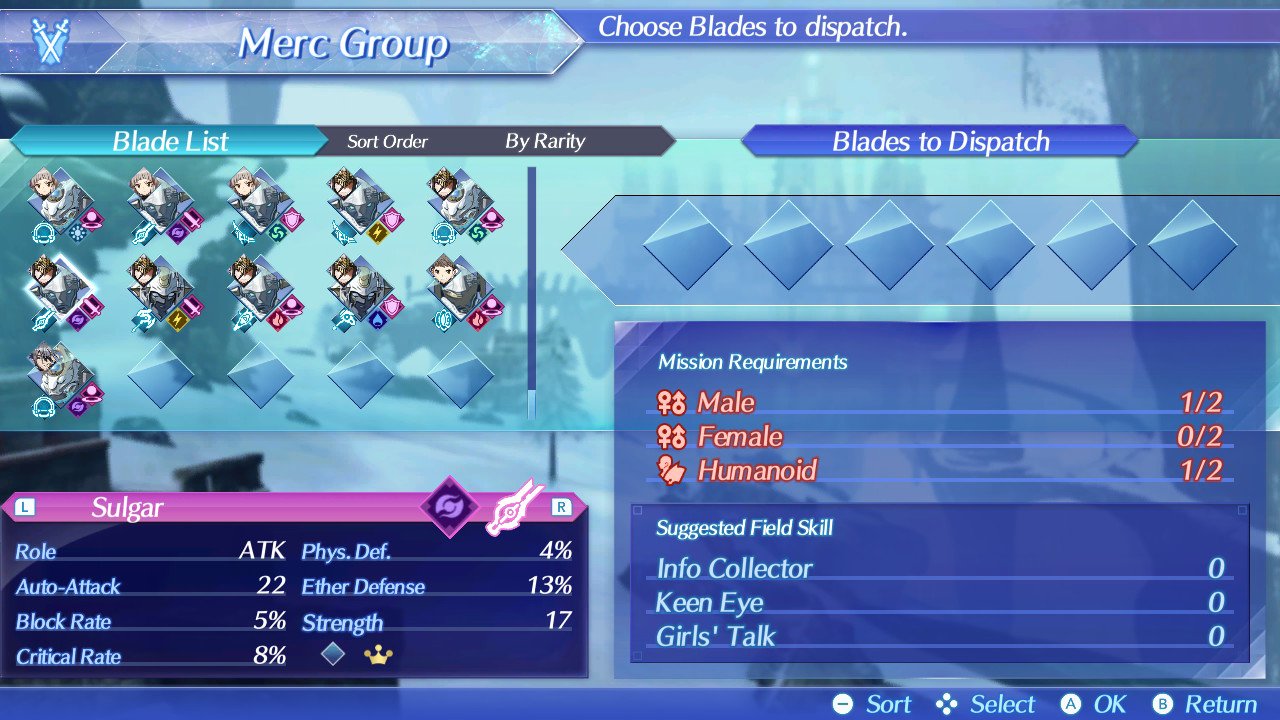 Merc Group
Choose Blades to dispatch.
Blade List
Sort Order
By Rarity
Blades to Dispatch
Mission Requirements
Male 1/2
Female 0/2
Humanoid 1/2
L Sulgar R
Role ATK Phys. Def. 4%
Auto-Attack 22 Ether Defense 13%
Block Rate 5% Strength 17
Critical Rate 8%
Suggested Field Skill
Info Collector 0
Keen Eye 0
Girls' Talk 0
Sort Select A OK B Return